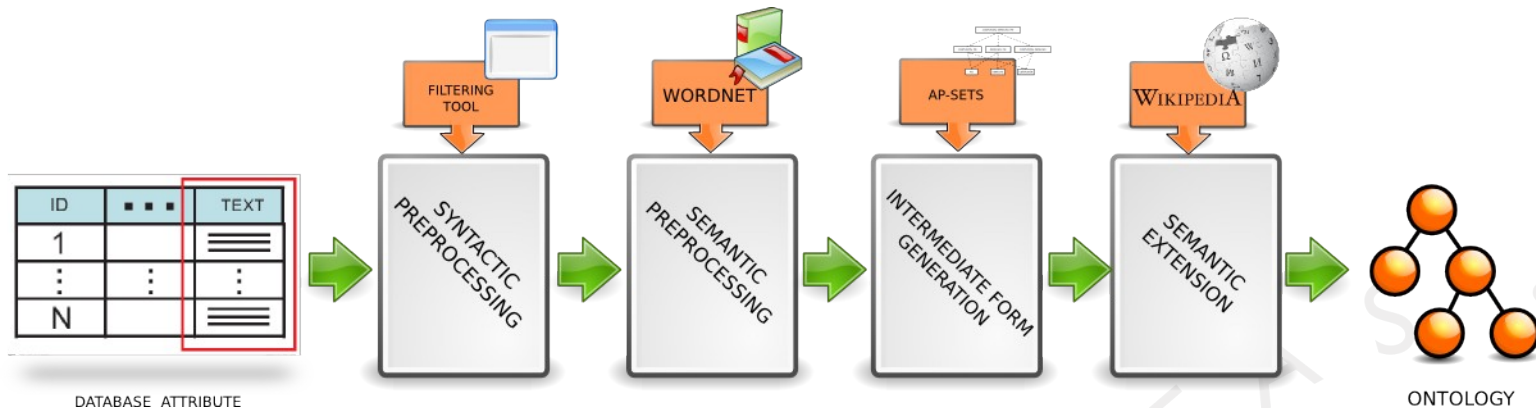 FILTERING
TOOL
WORDNET
AP-SETS
WIKIPEDIA
ID
TEXT
1
N
SYNTACTIC
PREPROCESSING
SEMANTIC
PREPROCESSING
INTERMEDIATE FORM
GENERATION
SEMANTIC
EXTENSION
DATABASE ATTRIBUTE
ONTOLOGY